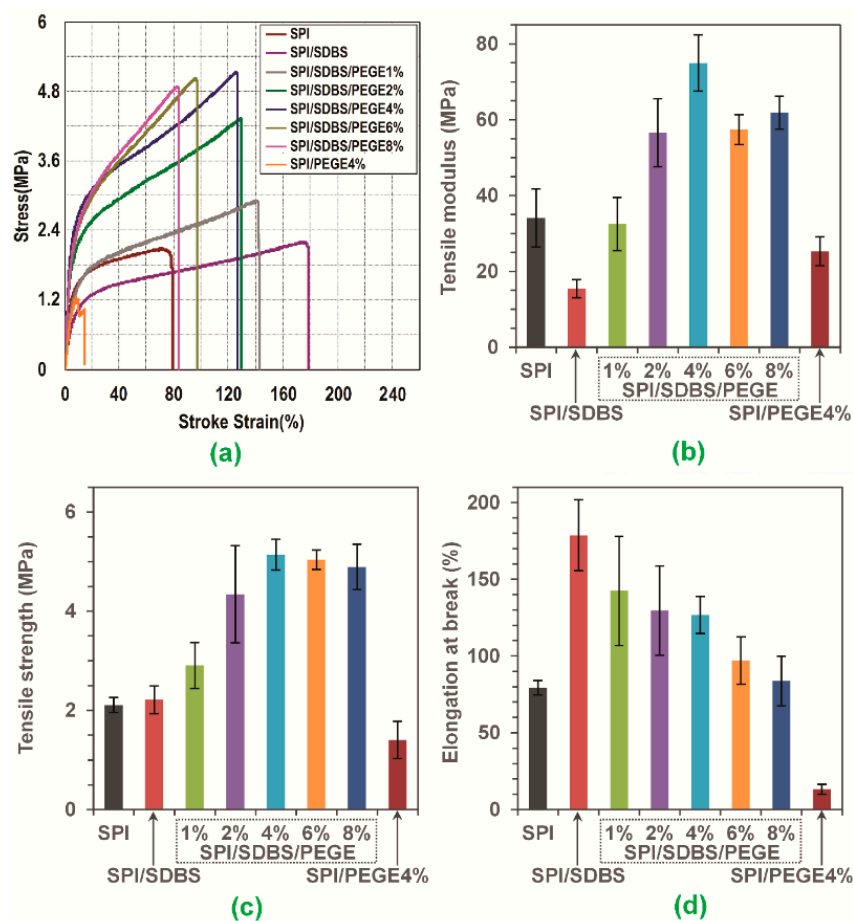 6
4.8
3.6
2.4
1.2
0
Stress(MPa)
0 40 80 120 160 200 240
Stroke Strain(%)
SPI
SPI/SDBS
SPI/SDBS/PEGE1%
SPI/SDBS/PEGE2%
SPI/SDBS/PEGE4%
SPI/SDBS/PEGE6%
SPI/SDBS/PEGE8%
SPI/PEGE4%
(a)
80
60
40
20
0
Tensile modulus (MPa)
SPI 1% 2% 4% 6% 8%
SPI/SDBS/PEGE
SPI/SDBS SPI/PEGE4%
(b)
6
4
2
0
Tensile strength (MPa)
SPI 1% 2% 4% 6% 8%
SPI/SDBS/PEGE
SPI/SDBS SPI/PEGE4%
(c)
200
150
100
50
0
Elongation at break (%)
SPI 1% 2% 4% 6% 8%
SPI/SDBS/PEGE
SPI/SDBS SPI/PEGE4%
(d)